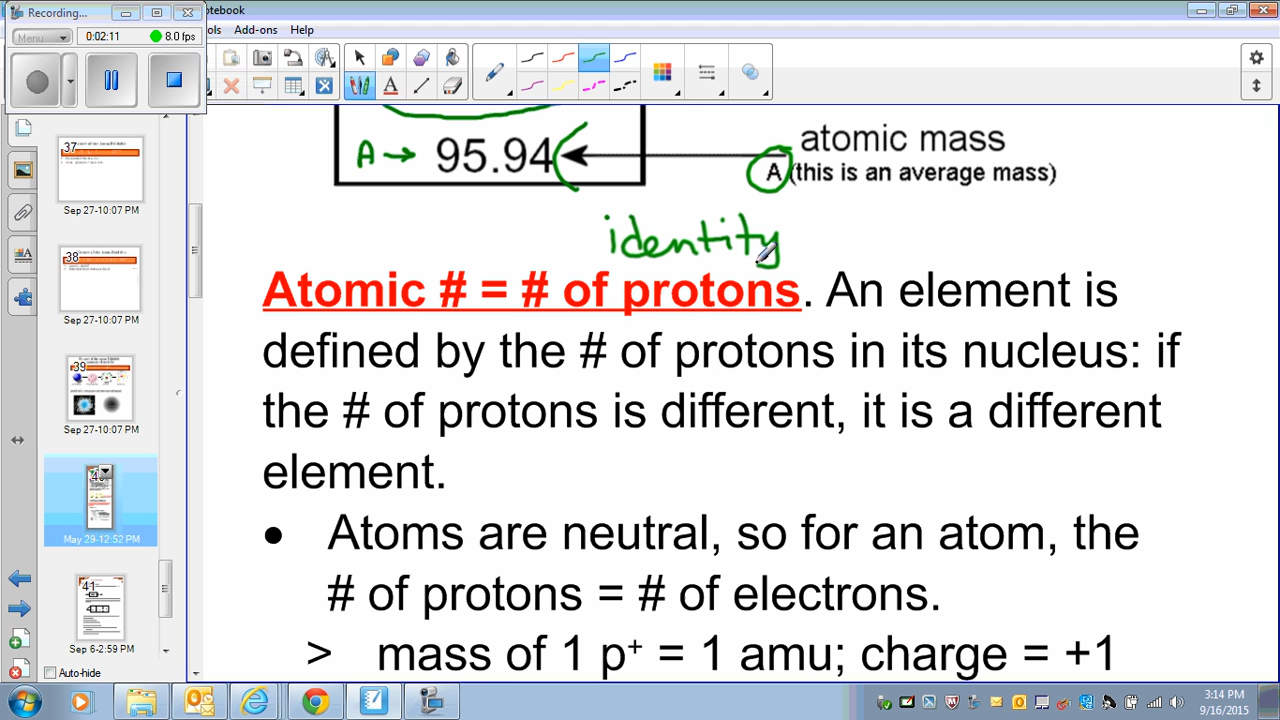 Recording...
Notebook
Menu
0:02:11
8.0 fps
ols Add-ons Help
A → 95.94
atomic mass
A (this is an average mass)
identity
Atomic # = # of protons. An element is
defined by the # of protons in its nucleus: if
the # of protons is different, it is a different
element.
• Atoms are neutral, so for an atom, the
# of protons = # of electrons.
> mass of 1 p⁺ = 1 amu; charge = +1
37
Sep 27-10:07 PM
38
Sep 27-10:07 PM
39
Sep 27-10:07 PM
40
May 29-12:52 PM
41
Sep 6-2:59 PM
Auto-hide
3:14 PM
9/16/2015